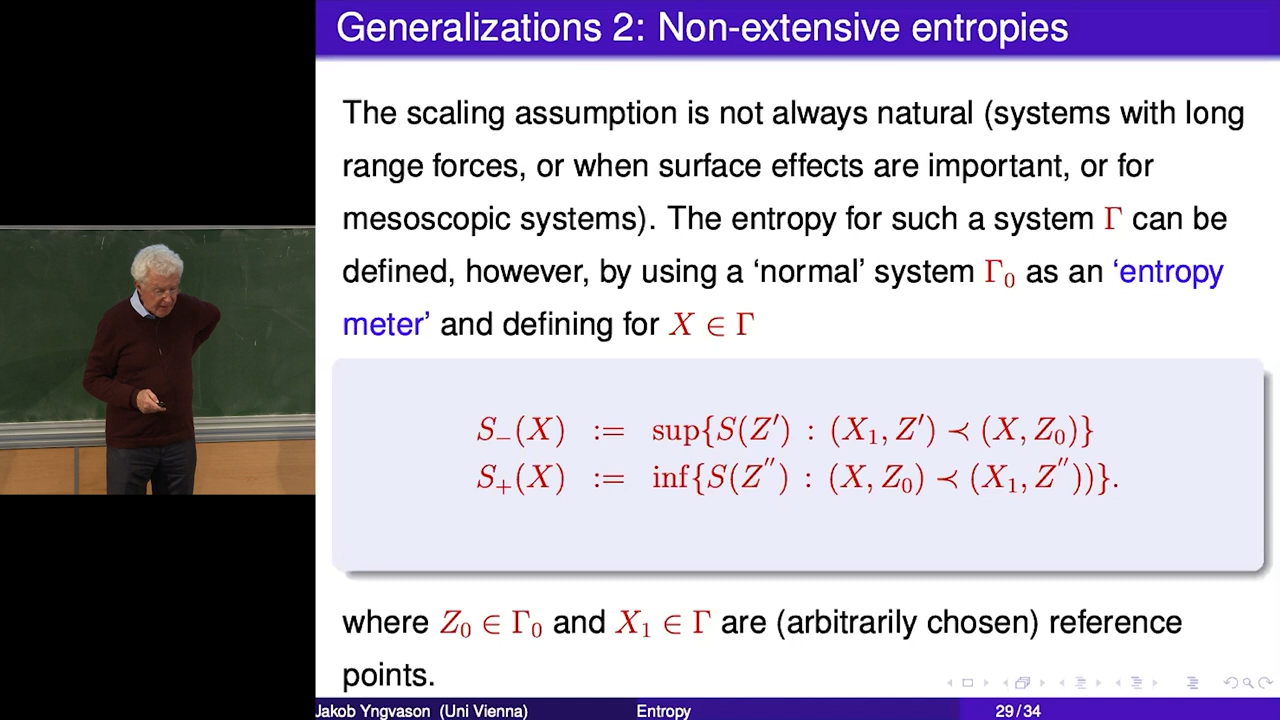 Generalizations 2: Non-extensive entropies
The scaling assumption is not always natural (systems with long
range forces, or when surface effects are important, or for
mesoscopic systems). The entropy for such a system Γ can be
defined, however, by using a ‘normal’ system Γ₀ as an ‘entropy
meter’ and defining for X ∈ Γ
S₋(X) := sup{S(Z′) : (X₁, Z′) ≺ (X, Z₀)}
S₊(X) := inf{S(Z″) : (X, Z₀) ≺ (X₁, Z″))}.
where Z₀ ∈ Γ₀ and X₁ ∈ Γ are (arbitrarily chosen) reference
points.
Jakob Yngvason (Uni Vienna) Entropy 29 / 34